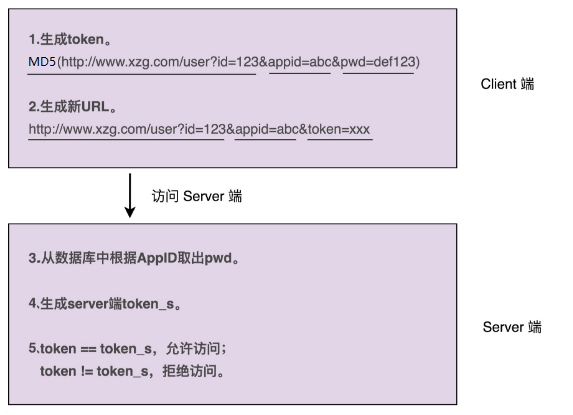 1.生成token。
MD5(http://www.xzg.com/user?id=123&appid=abc&pwd=def123)
2.生成新URL。
http://www.xzg.com/user?id=123&appid=abc&token=xxx
Client 端
访问 Server 端
3.从数据库中根据AppID取出pwd。
4.生成server端token_s。
5.token == token_s，允许访问；
token != token_s，拒绝访问。
Server 端